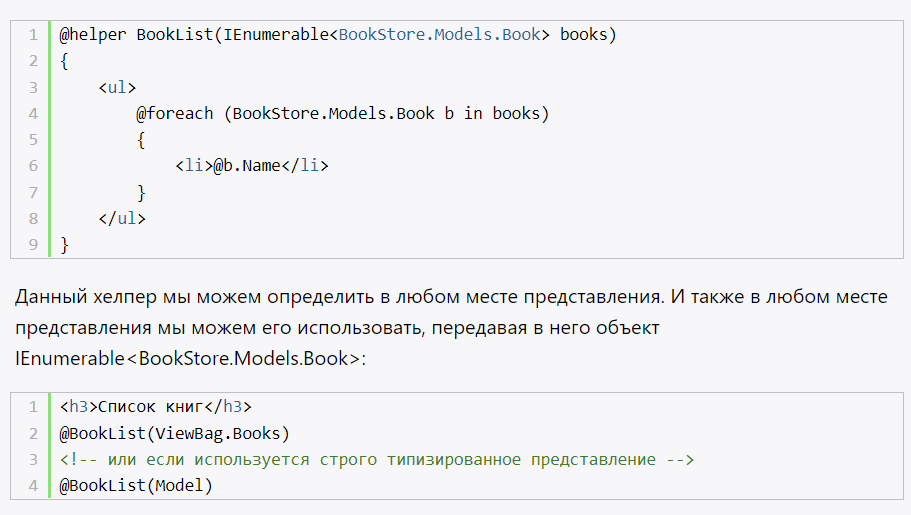 1 @helper BookList(IEnumerable<BookStore.Models.Book> books)
2 {
3     <ul>
4         @foreach (BookStore.Models.Book b in books)
5         {
6             <li>@b.Name</li>
7         }
8     </ul>
9 }
Данный хелпер мы можем определить в любом месте представления. И также в любом месте
представления мы можем его использовать, передавая в него объект
IEnumerable<BookStore.Models.Book>:
1 <h3>Список книг</h3>
2 @BookList(ViewBag.Books)
3 <!-- или если используется строго типизированное представление -->
4 @BookList(Model)